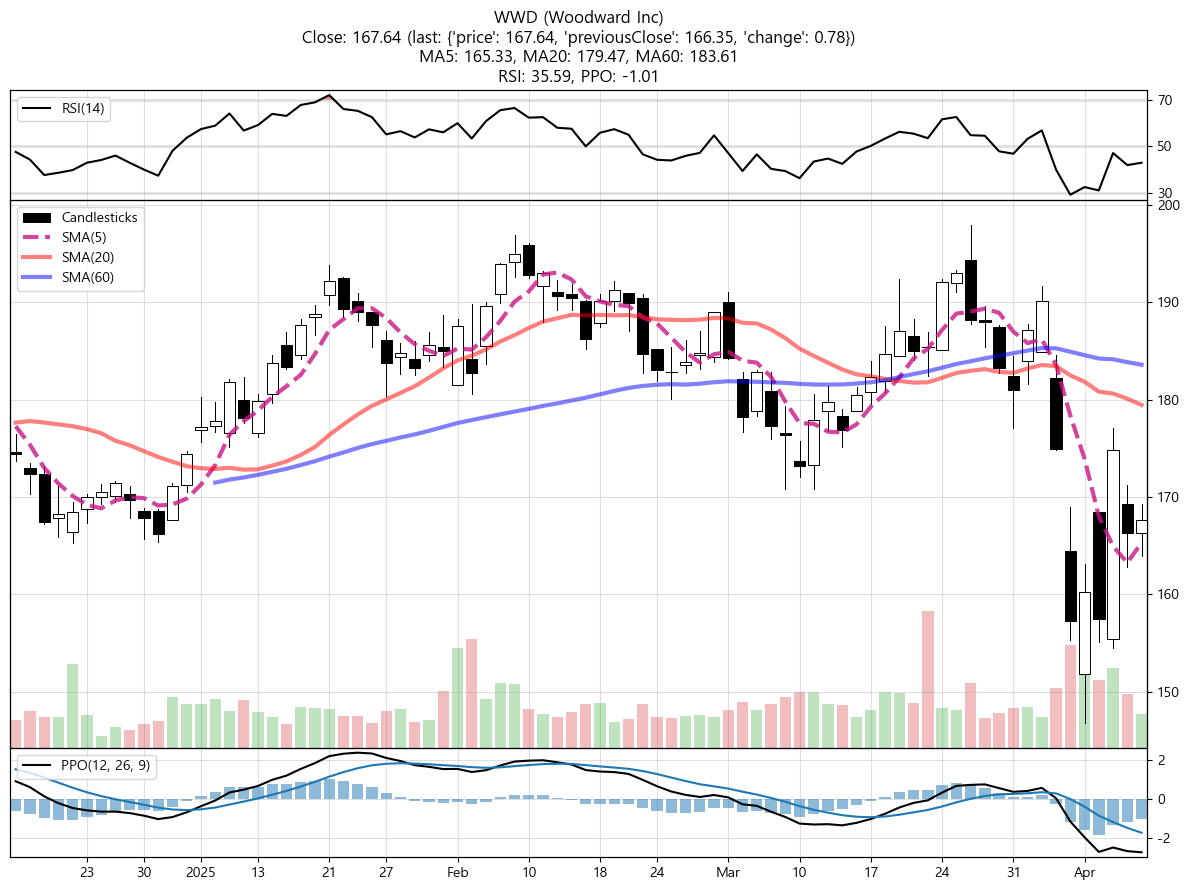 WWD (Woodward Inc)
Close: 167.64 (last: {'price': 167.64, 'previousClose': 166.35, 'change': 0.78})
MA5: 165.33, MA20: 179.47, MA60: 183.61
RSI: 35.59, PPO: -1.01
RSI(14)
70
50
30
Candlesticks
SMA(5)
SMA(20)
SMA(60)
200
190
180
170
160
150
PPO(12, 26, 9)
2
0
-2
23 30 2025 13 21 27 Feb 10 18 24 Mar 10 17 24 31 Apr